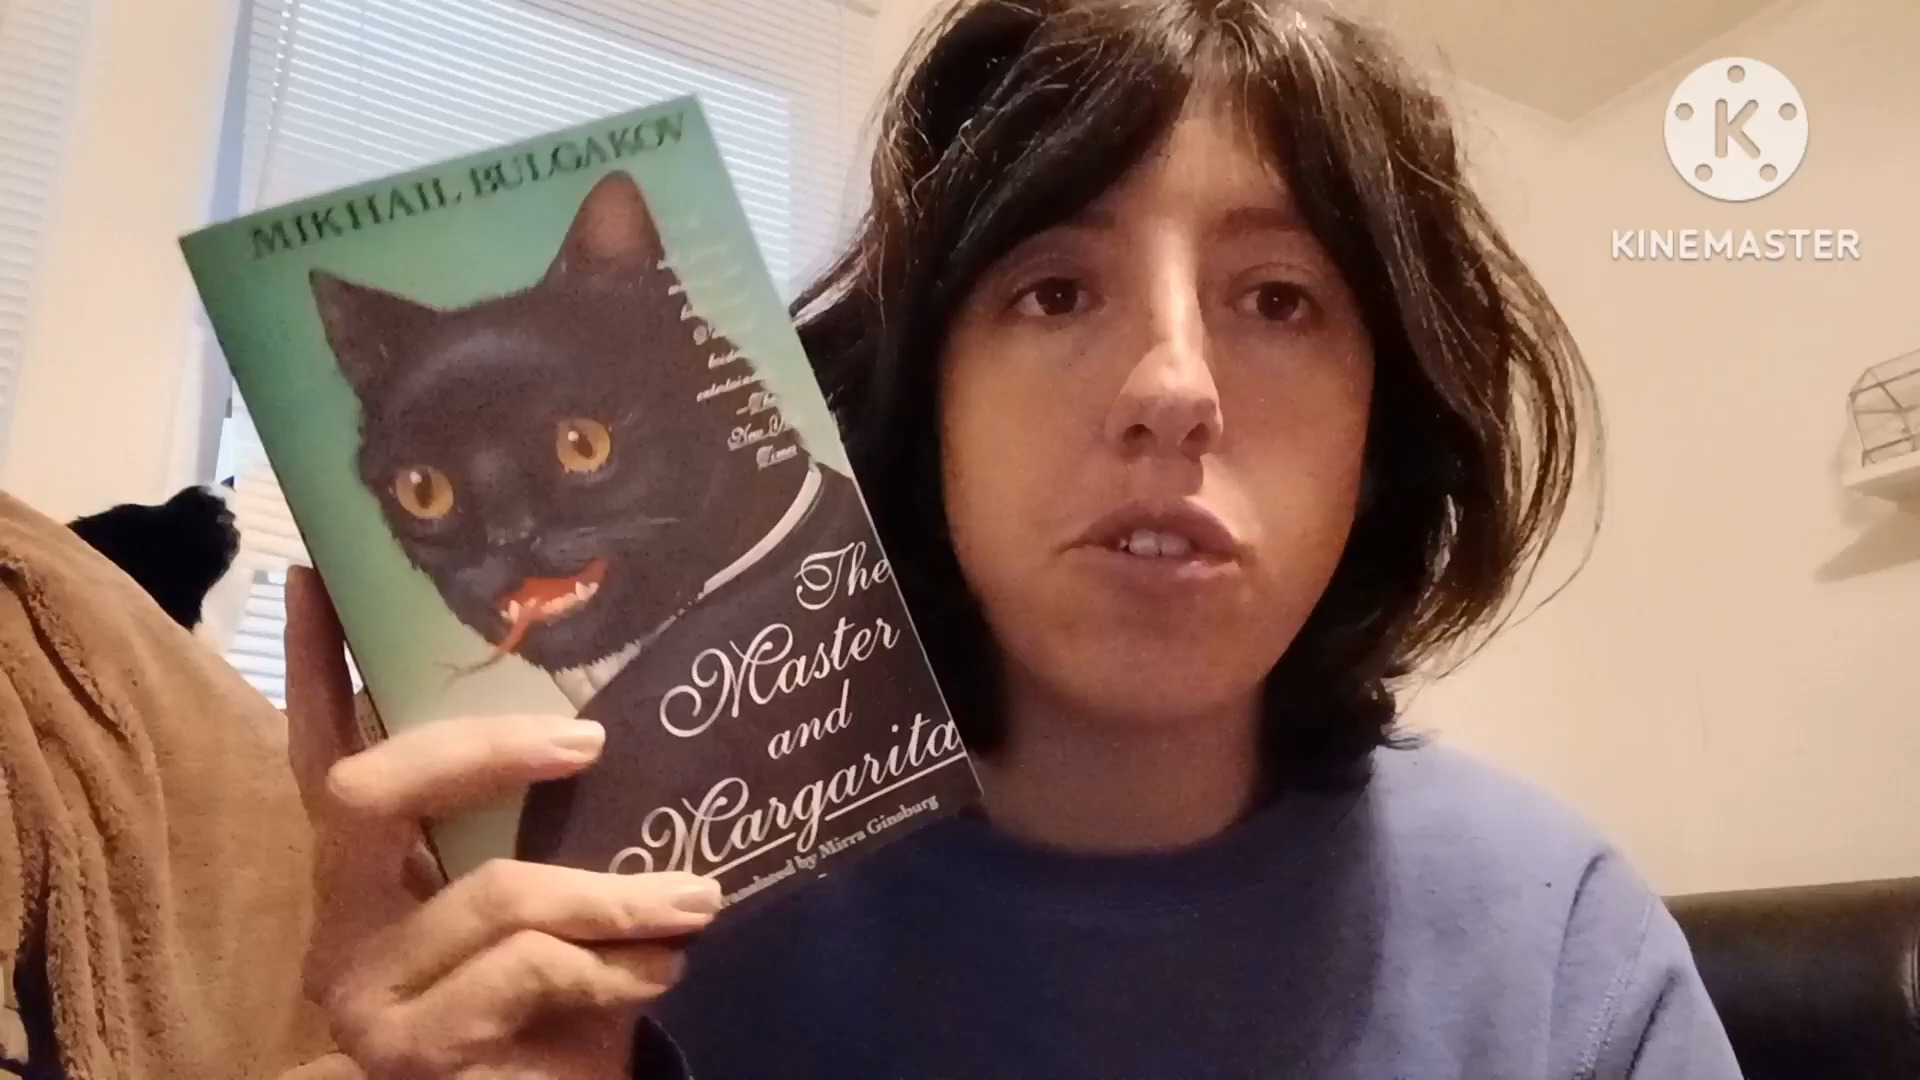 MIKHAIL BULGAKOV
The
Master
and
Margarita
translated by Mirra Ginsburg
K
KINEMASTER